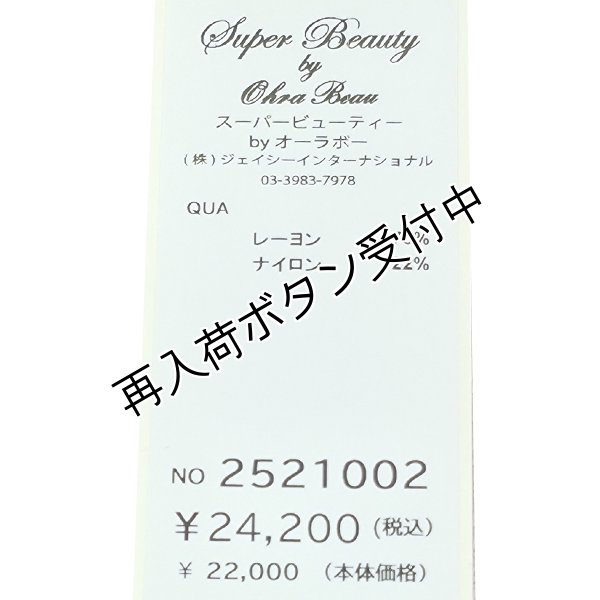 Super Beauty
by
Ohra Beau
スーパービューティー
by オーラボー
(株)ジェイシーインターナショナル
03-3983-7978
QUA
レーヨン
ナイロン 22%
再入荷ボタン受付中
NO 2521002
¥24,200 (税込)
¥ 22,000 (本体価格)